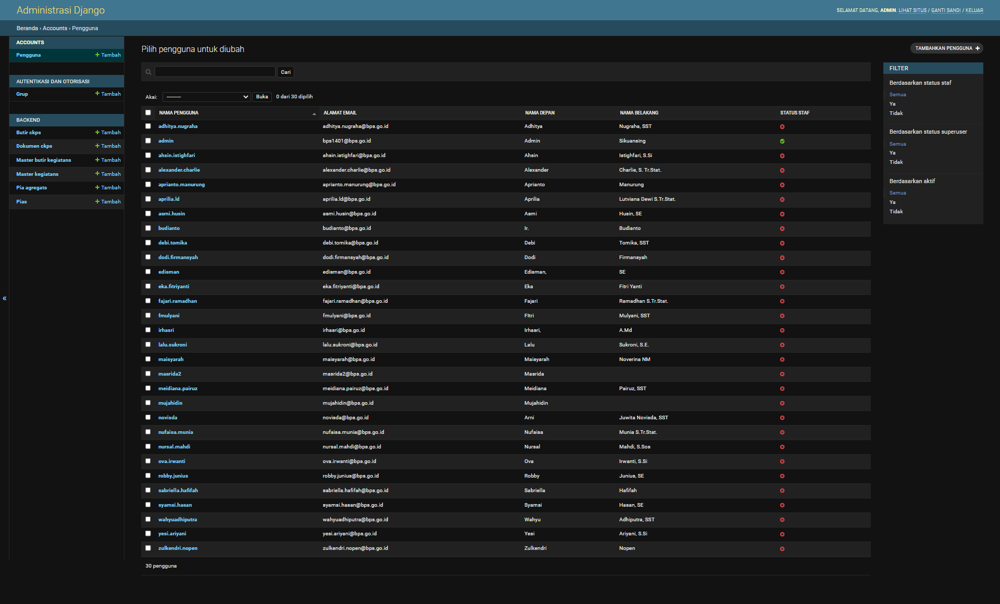 Administrasi Django
SELAMAT DATANG, ADMIN. LIHAT SITUS / GANTI SANDI / KELUAR
Beranda › Accounts › Pengguna
ACCOUNTS
Pengguna + Tambah
AUTENTIKASI DAN OTORISASI
Grup + Tambah
BACKEND
Butir ckps + Tambah
Dokumen ckps + Tambah
Master butir kegiatans + Tambah
Master kegiatans + Tambah
Pia agregats + Tambah
Pias + Tambah
«
Pilih pengguna untuk diubah
TAMBAHKAN PENGGUNA +
Cari
Aksi: --------- Buka 0 dari 30 dipilih
NAMA PENGGUNA ALAMAT EMAIL NAMA DEPAN NAMA BELAKANG STATUS STAF
adhitya.nugraha adhitya.nugraha@bps.go.id Adhitya Nugraha, SST
admin bps1401@bps.go.id Admin Sikuansing
ahsin.istighfari ahsin.istighfari@bps.go.id Ahsin Istighfari, S.Si
alexander.charlie alexander.charlie@bps.go.id Alexander Charlie, S. Tr.Stat.
aprianto.manurung aprianto.manurung@bps.go.id Aprianto Manurung
aprilia.ld aprilia.ld@bps.go.id Aprilia Lutviana Dewi S.Tr.Stat.
asmi.husin asmi.husin@bps.go.id Asmi Husin, SE
budianto budianto@bps.go.id Ir. Budianto
debi.tomika debi.tomika@bps.go.id Debi Tomika, SST
dodi.firmansyah dodi.firmansyah@bps.go.id Dodi Firmansyah
edisman edisman@bps.go.id Edisman, SE
eka.fitriyanti eka.fitriyanti@bps.go.id Eka Fitri Yanti
fajari.ramadhan fajari.ramadhan@bps.go.id Fajari Ramadhan S.Tr.Stat.
fmulyani fmulyani@bps.go.id FItri Mulyani, SST
irhasri irhasri@bps.go.id Irhasri, A.Md
lalu.sukroni lalu.sukroni@bps.go.id Lalu Sukroni, S.E.
maisyarah maisyarah@bps.go.id Maisyarah Noverina NM
masrida2 masrida2@bps.go.id Masrida
meidiana.pairuz meidiana.pairuz@bps.go.id Meidiana Pairuz, SST
mujahidin mujahidin@bps.go.id Mujahidin
novisda novisda@bps.go.id Arni Juwita Novisda, SST
nufaisa.munia nufaisa.munia@bps.go.id Nufaisa Munia S.Tr.Stat.
nursal.mahdi nursal.mahdi@bps.go.id Nursal Mahdi, S.Sos
ova.irwanti ova.irwanti@bps.go.id Ova Irwanti, S.Si
robby.junius robby.junius@bps.go.id Robby Junius, SE
sabriella.hafifah sabriella.hafifah@bps.go.id Sabriella Hafifah
syamsi.hasan syamsi.hasan@bps.go.id Syamsi Hasan, SE
wahyuadhiputra wahyuadhiputra@bps.go.id Wahyu Adhiputra, SST
yesi.ariyani yesi.ariyani@bps.go.id Yesi Ariyani, S.Si
zulkendri.nopen zulkendri.nopen@bps.go.id Zulkendri Nopen
30 pengguna
FILTER
Berdasarkan status staf
Semua
Ya
Tidak
Berdasarkan status superuser
Semua
Ya
Tidak
Berdasarkan aktif
Semua
Ya
Tidak